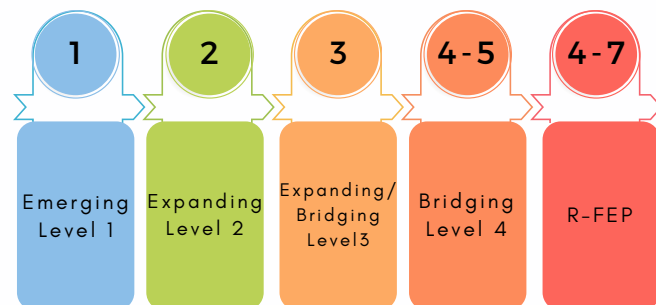 1
2
3
4-5
4-7
Emerging
Level 1
Expanding
Level 2
Expanding/
Bridging
Level3
Bridging
Level 4
R-FEP